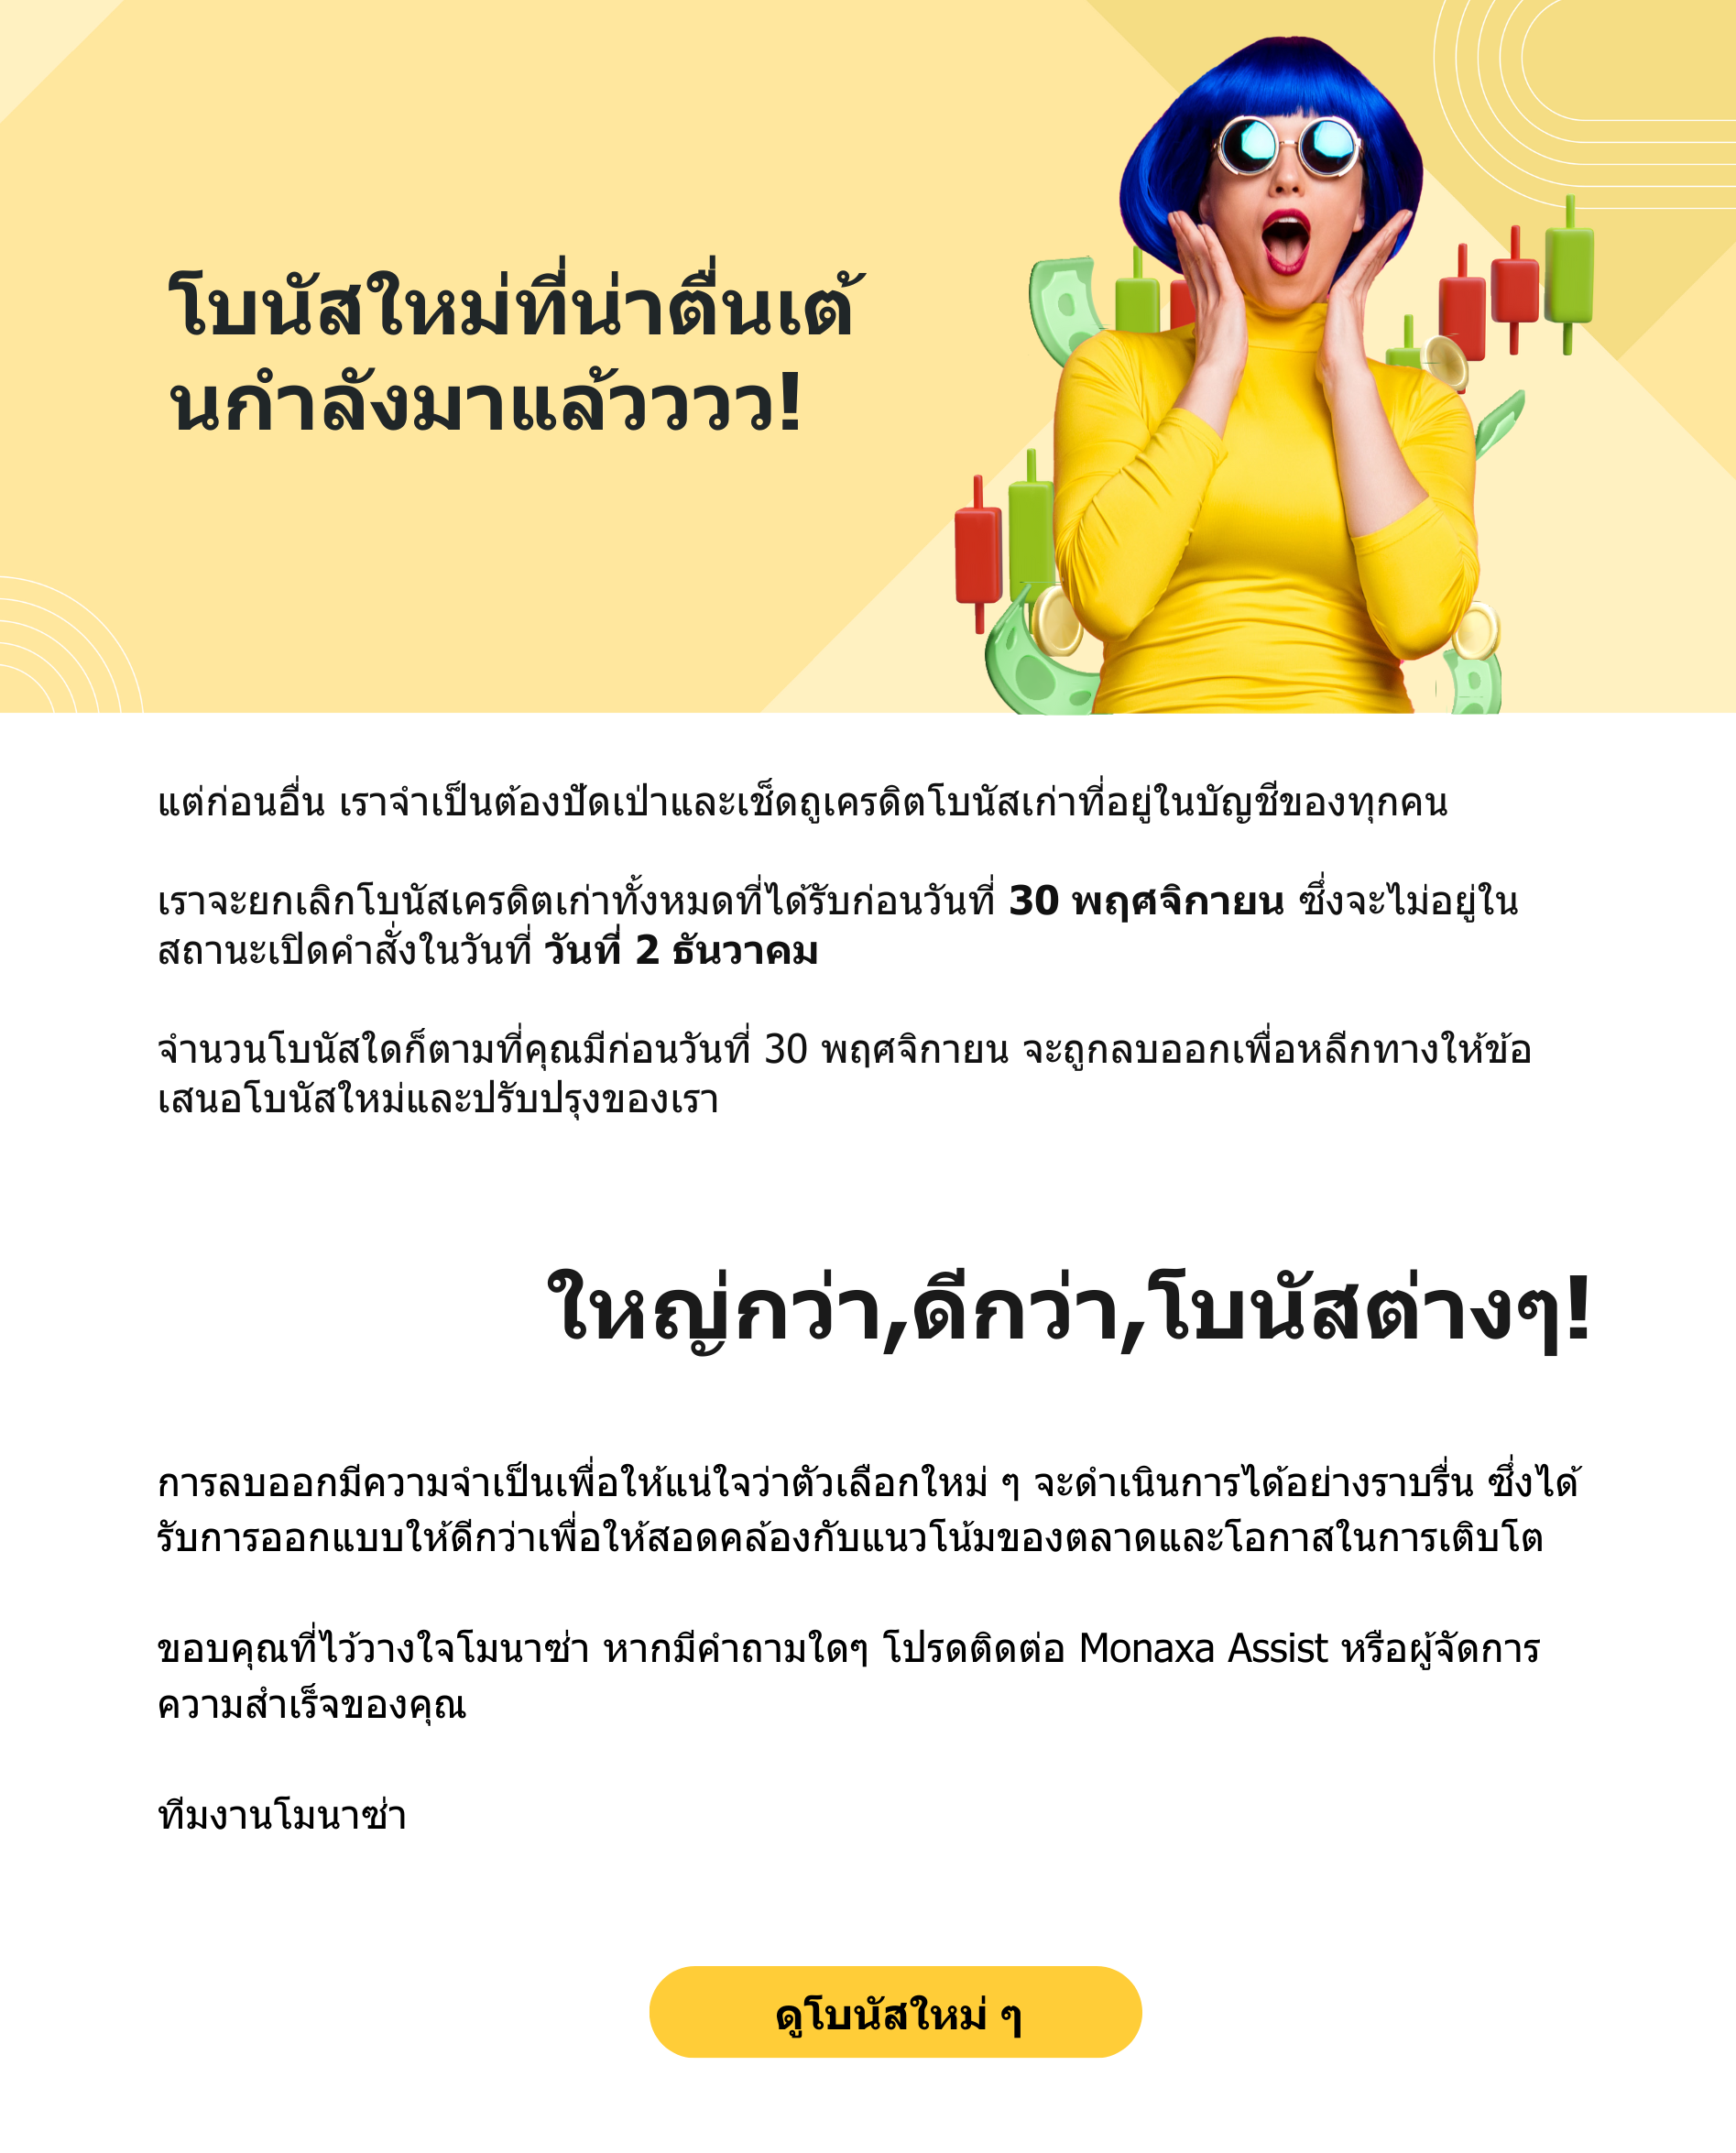 โบนัสใหม่ที่น่าตื่นเต้
นกำลังมาแล้วววว!
แต่ก่อนอื่น เราจำเป็นต้องปัดเป่าและเช็ดถูเครดิตโบนัสเก่าที่อยู่ในบัญชีของทุกคน
เราจะยกเลิกโบนัสเครดิตเก่าทั้งหมดที่ได้รับก่อนวันที่ 30 พฤศจิกายน ซึ่งจะไม่อยู่ใน
สถานะเปิดคำสั่งในวันที่ วันที่ 2 ธันวาคม
จำนวนโบนัสใดก็ตามที่คุณมีก่อนวันที่ 30 พฤศจิกายน จะถูกลบออกเพื่อหลีกทางให้ข้อ
เสนอโบนัสใหม่และปรับปรุงของเรา
ใหญ่กว่า,ดีกว่า,โบนัสต่างๆ!
การลบออกมีความจำเป็นเพื่อให้แน่ใจว่าตัวเลือกใหม่ ๆ จะดำเนินการได้อย่างราบรื่น ซึ่งได้
รับการออกแบบให้ดีกว่าเพื่อให้สอดคล้องกับแนวโน้มของตลาดและโอกาสในการเติบโต
ขอบคุณที่ไว้วางใจโมนาซ่า หากมีคำถามใดๆ โปรดติดต่อ Monaxa Assist หรือผู้จัดการ
ความสำเร็จของคุณ
ทีมงานโมนาซ่า
ดูโบนัสใหม่ ๆ